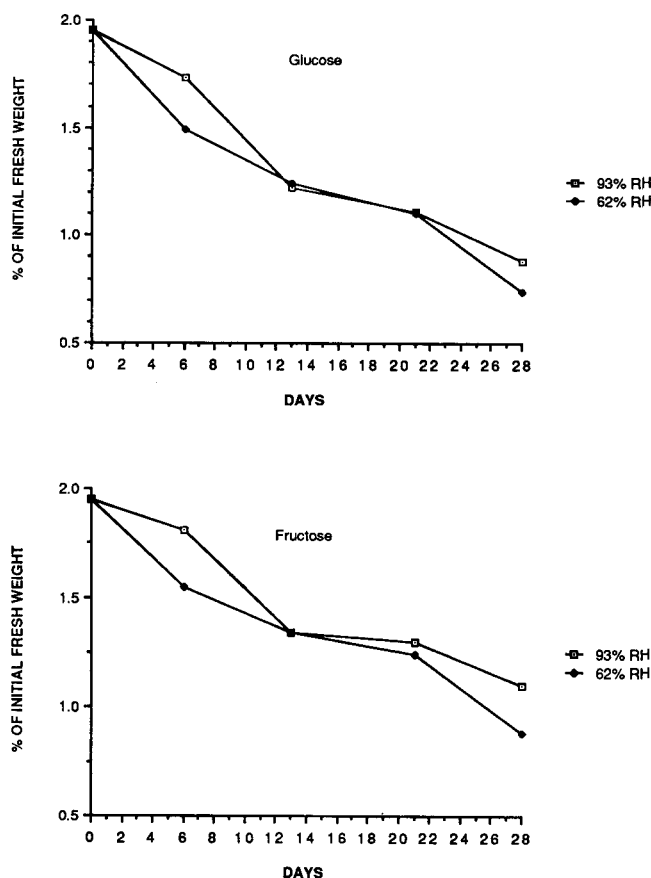 Glucose
% OF INITIAL FRESH WEIGHT
2.0
1.5
1.0
0.5
0 2 4 6 8 10 12 14 16 18 20 22 24 26 28
DAYS
93% RH
62% RH
Fructose
% OF INITIAL FRESH WEIGHT
2.0
1.5
1.0
0.5
0 2 4 6 8 10 12 14 16 18 20 22 24 26 28
DAYS
93% RH
62% RH